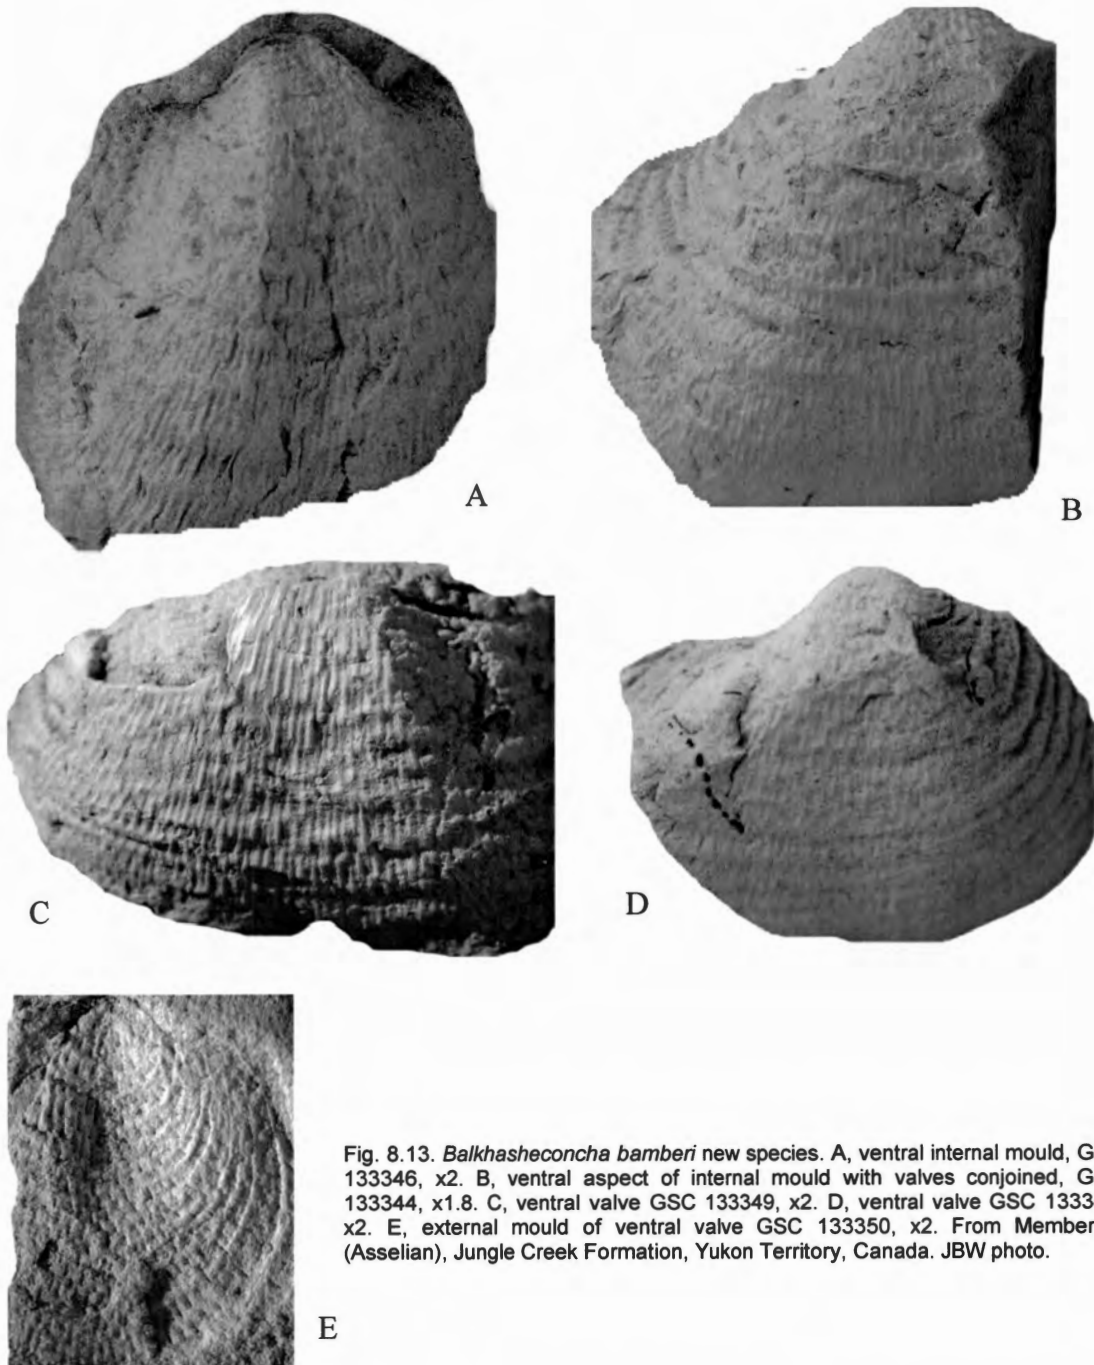 A
B
C
D
E
Fig. 8.13. Balkhasheconcha bamberi new species. A, ventral internal mould, G
133346, x2. B, ventral aspect of internal mould with valves conjoined, G
133344, x1.8. C, ventral valve GSC 133349, x2. D, ventral valve GSC 1333
x2. E, external mould of ventral valve GSC 133350, x2. From Member
(Asselian), Jungle Creek Formation, Yukon Territory, Canada. JBW photo.